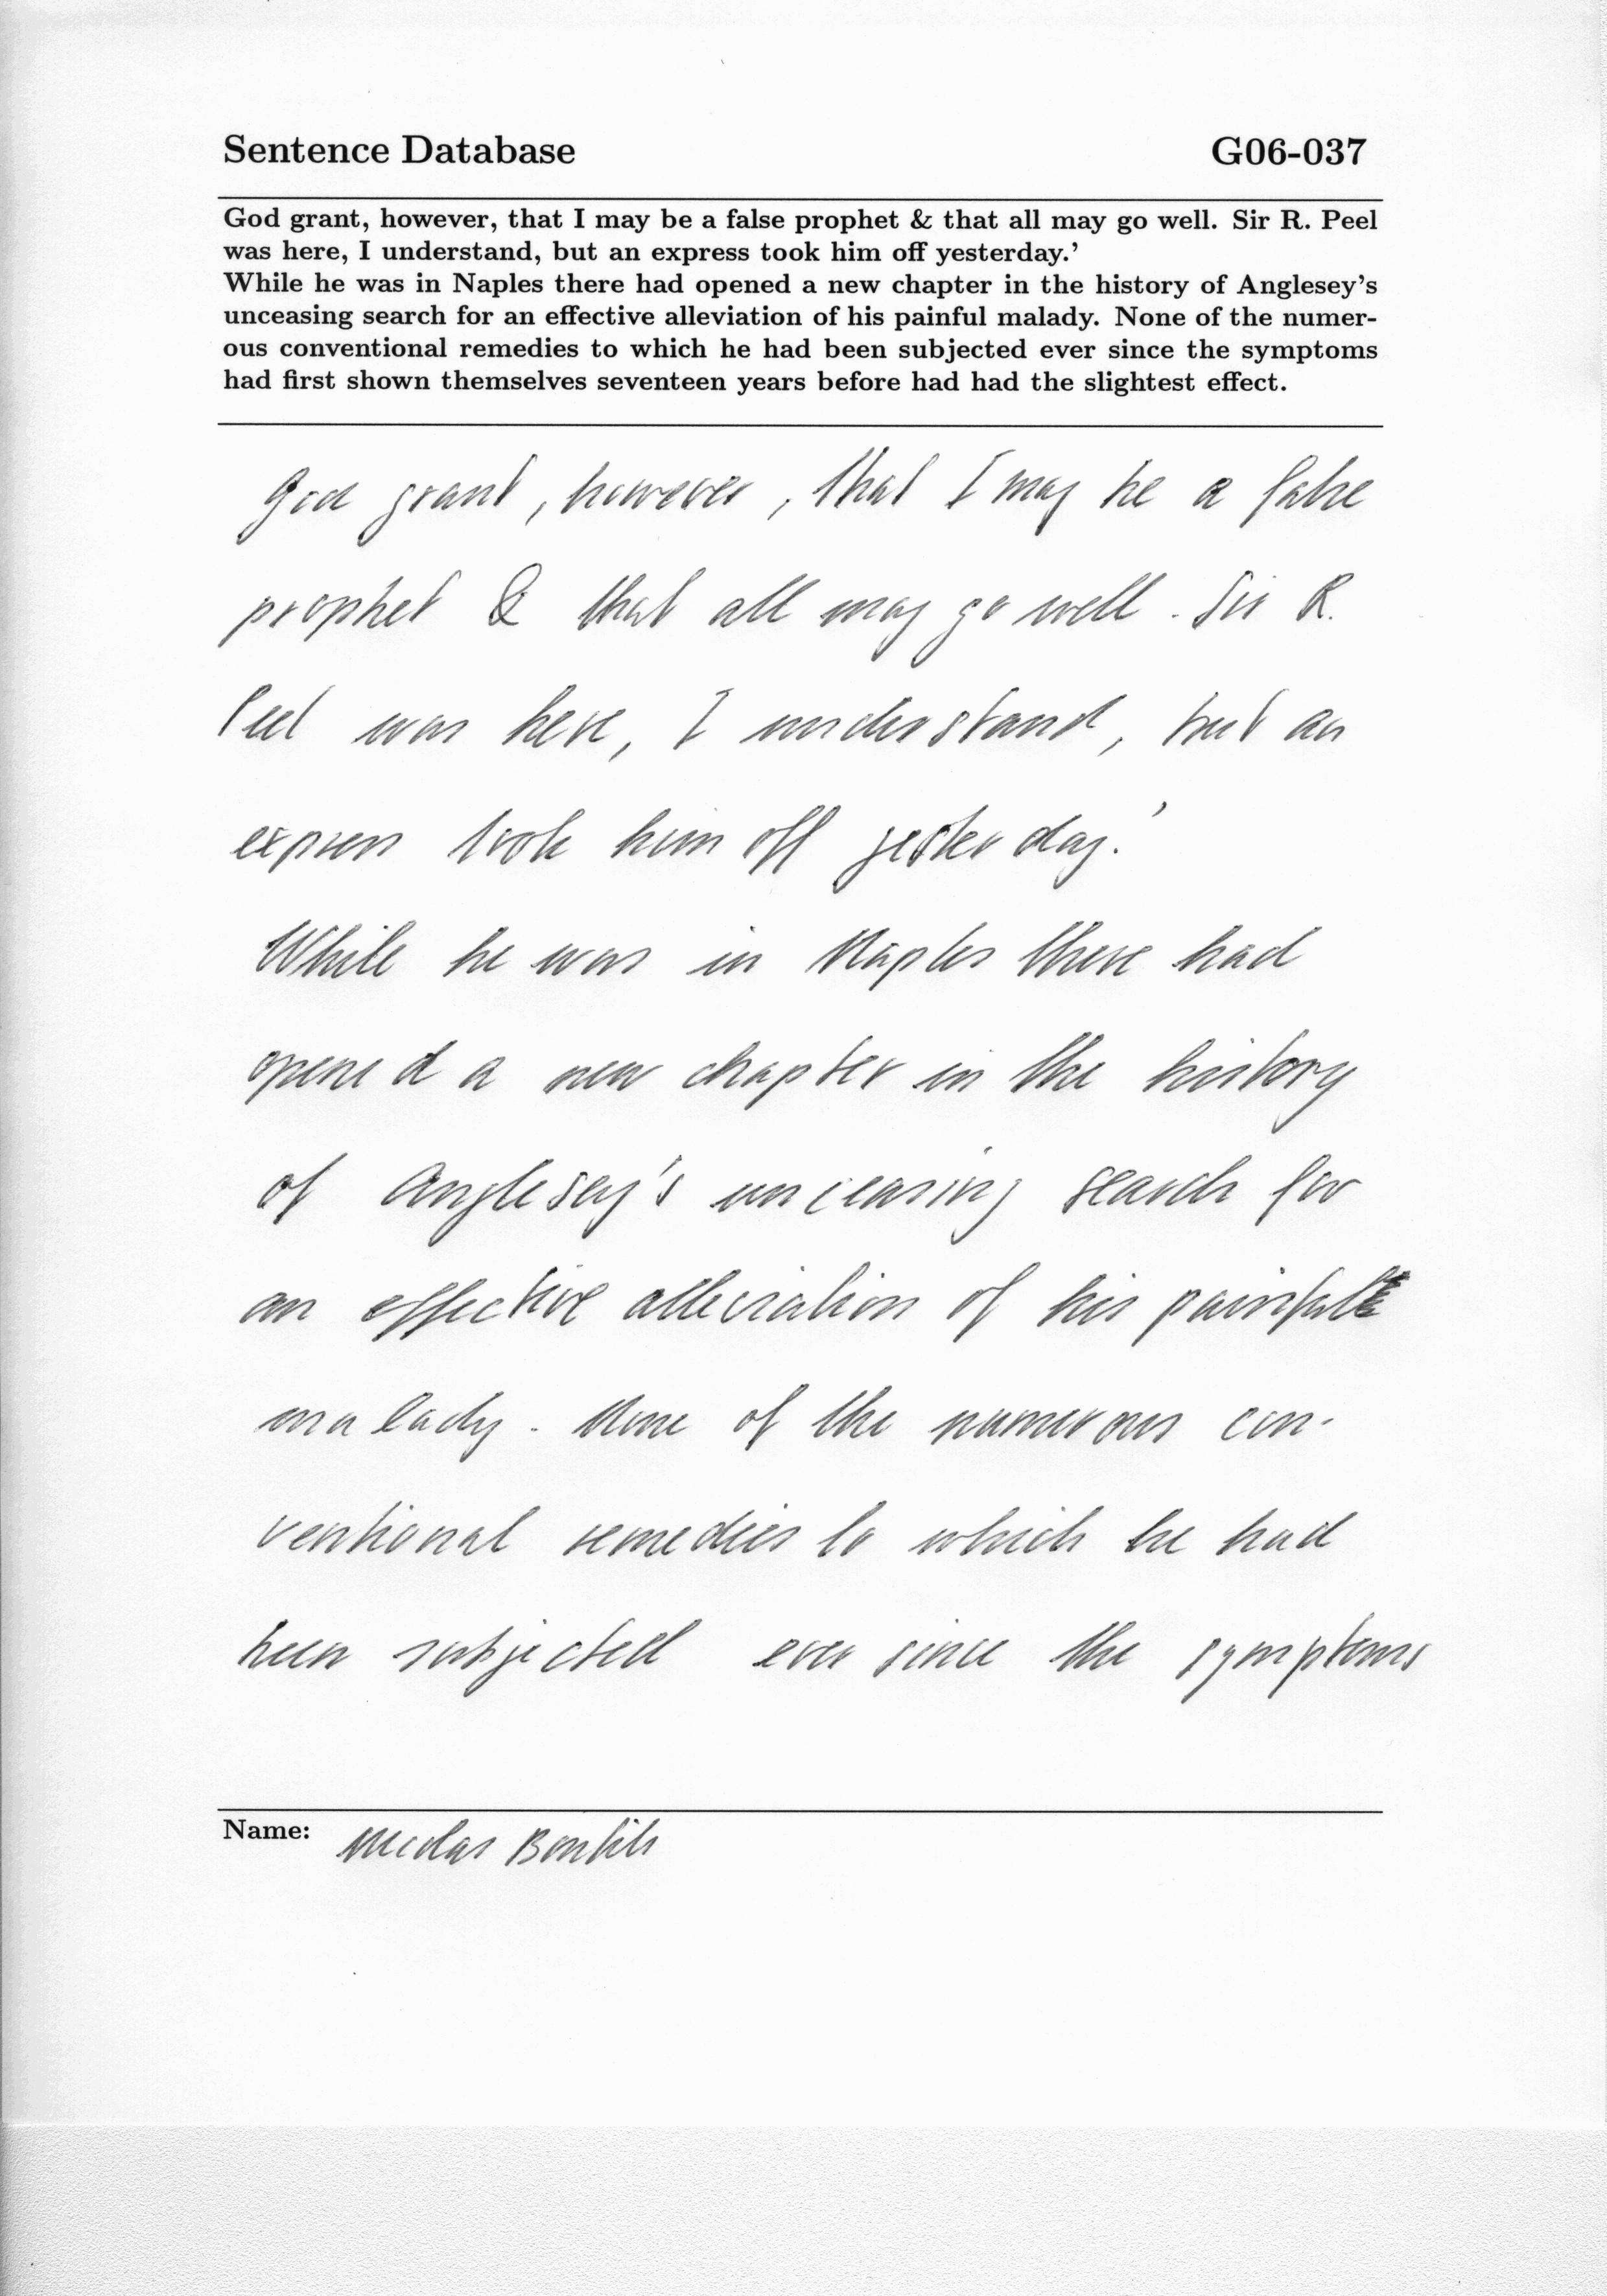 Sentence Database G06-037
God grant, however, that I may be a false prophet & that all may go well. Sir R. Peel
was here, I understand, but an express took him off yesterday.’
While he was in Naples there had opened a new chapter in the history of Anglesey’s
unceasing search for an effective alleviation of his painful malady. None of the numer-
ous conventional remedies to which he had been subjected ever since the symptoms
had first shown themselves seventeen years before had had the slightest effect.
God grant, however, that I may be a false
prophet & that all may go well. Sir R.
Peel was here, I understand, but an
express took him off yesterday.'
While he was in Naples there had
opened a new chapter in the history
of Anglesey's unceasing search for
an effective alleviation of his painful
malady. None of the numerous con-
ventional remedies to which he had
been subjected ever since the symptoms
Name: Nicolas